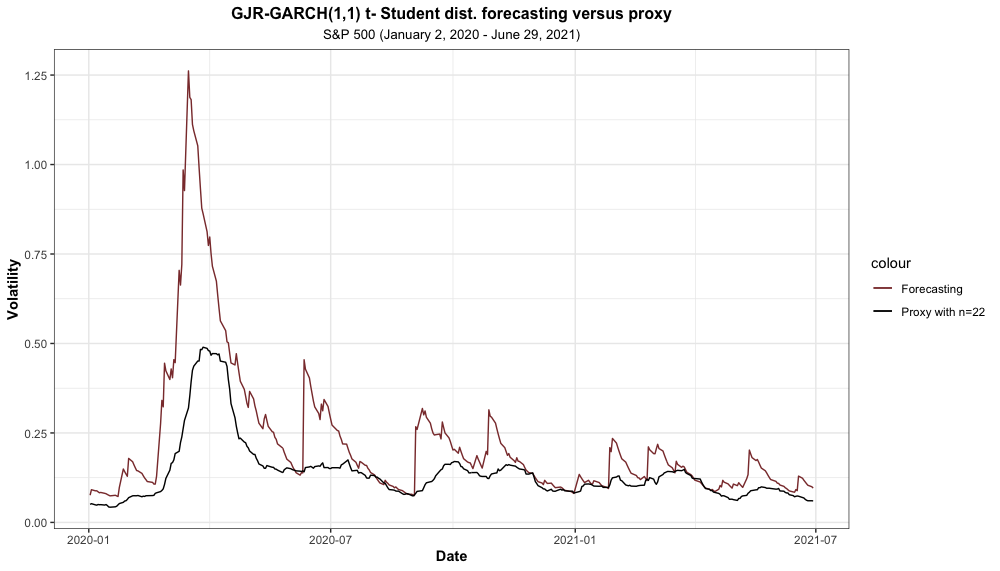 GJR-GARCH(1,1) t- Student dist. forecasting versus proxy
S&P 500 (January 2, 2020 - June 29, 2021)
1.25
1.00
0.75
0.50
0.25
0.00
Volatility
2020-01
2020-07
2021-01
2021-07
Date
colour
Forecasting
Proxy with n=22